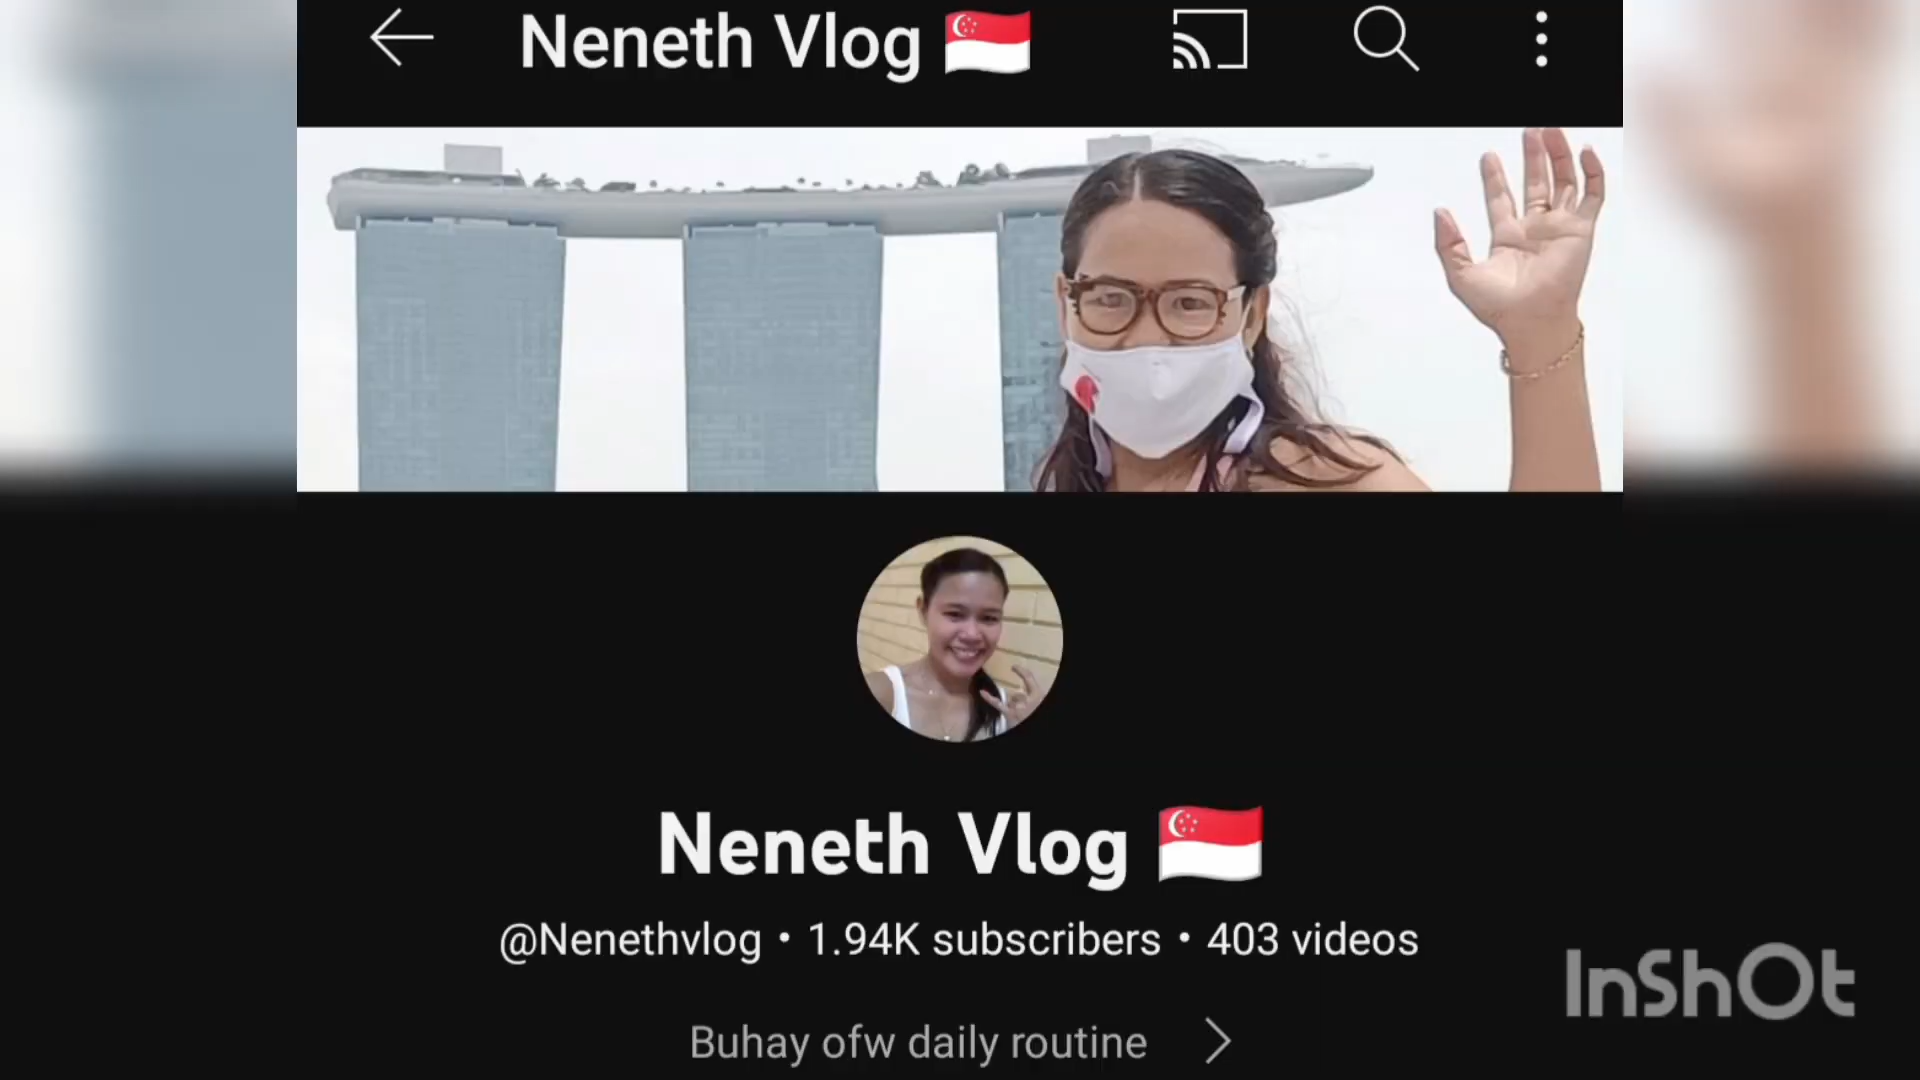 Neneth Vlog 🇸🇬
Neneth Vlog 🇸🇬
@Nenethvlog • 1.94K subscribers • 403 videos
Buhay ofw daily routine
InShOt